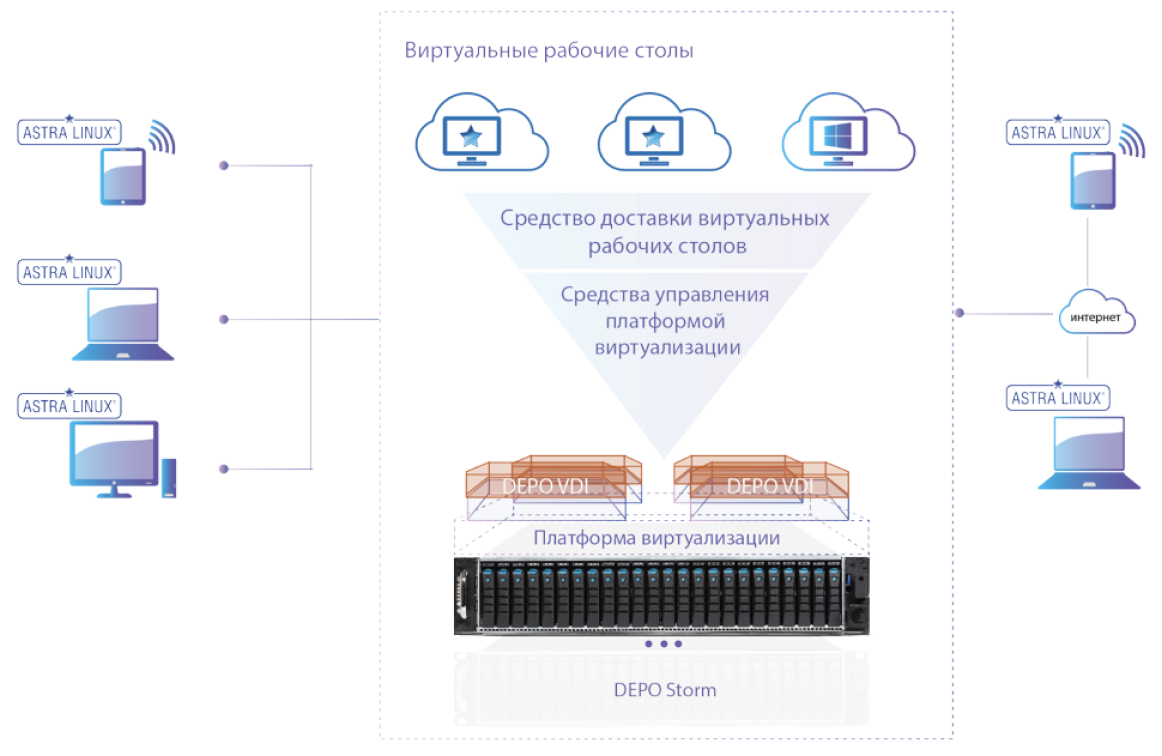 Виртуальные рабочие столы
ASTRA LINUX®
ASTRA LINUX®
ASTRA LINUX®
Средство доставки виртуальных
рабочих столов
Средства управления
платформой
виртуализации
DEPO VDI
DEPO VDI
Платформа виртуализации
DEPO Storm
ASTRA LINUX®
интернет
ASTRA LINUX®